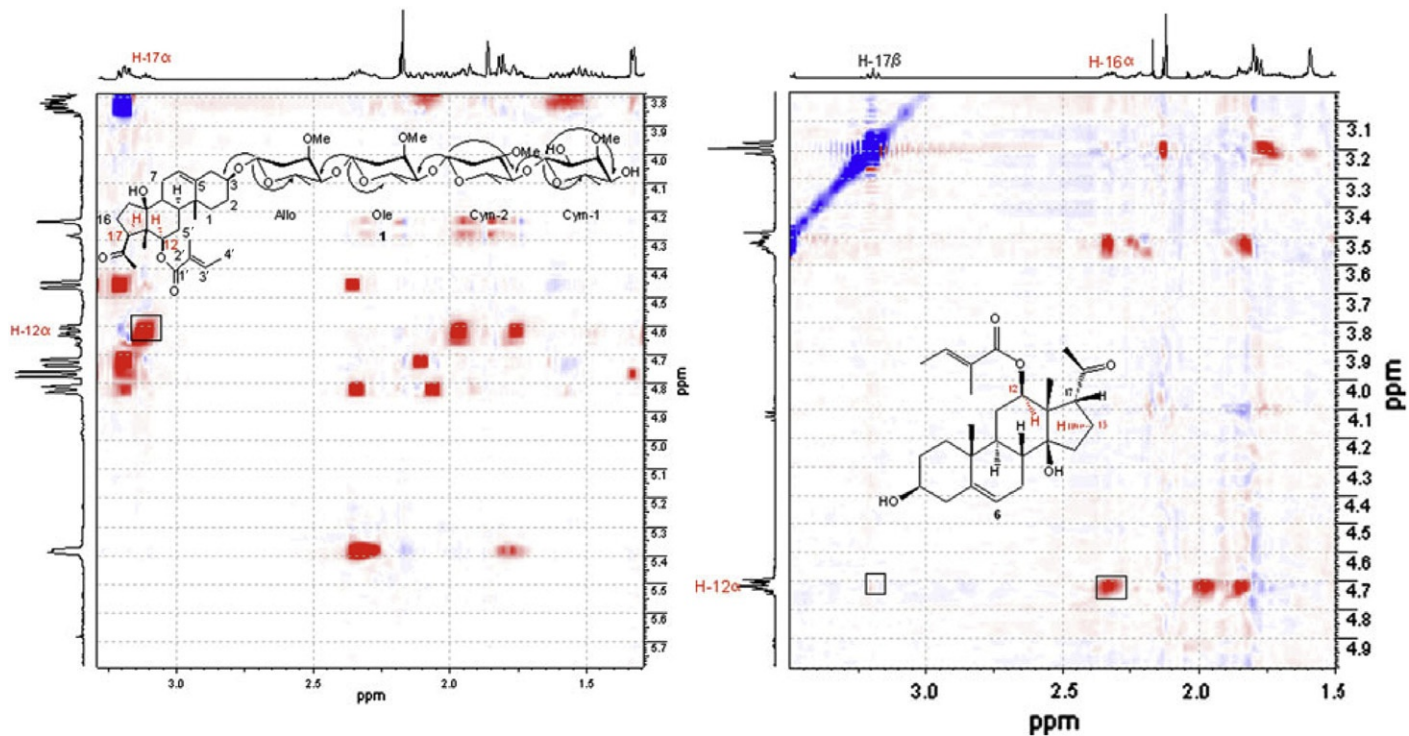 H-17α
3.8
3.9
4.0
4.1
4.2
4.3
4.4
4.5
4.6
4.7
4.8
4.9
5.0
5.1
5.2
5.3
5.4
5.5
5.6
5.7
ppm
H-12α
OMe
OMe
OMe
HO
OMe
OH
O
O
O
O
O
7
5
3
2
1
H
HO
H
H
16
17
12
5'
O
O
2'
1'
O
3'
4'
Allo
Ole
Cym-2
Cym-1
1
3.0
2.5
2.0
1.5
ppm
H-17β
H-16α
3.1
3.2
3.3
3.4
3.5
3.6
3.7
3.8
3.9
4.0
4.1
4.2
4.3
4.4
4.5
4.6
4.7
4.8
4.9
ppm
H-12α
O
O
O
12
17
H
H
H
H
H
OH
HO
6
3.0
2.5
2.0
1.5
ppm